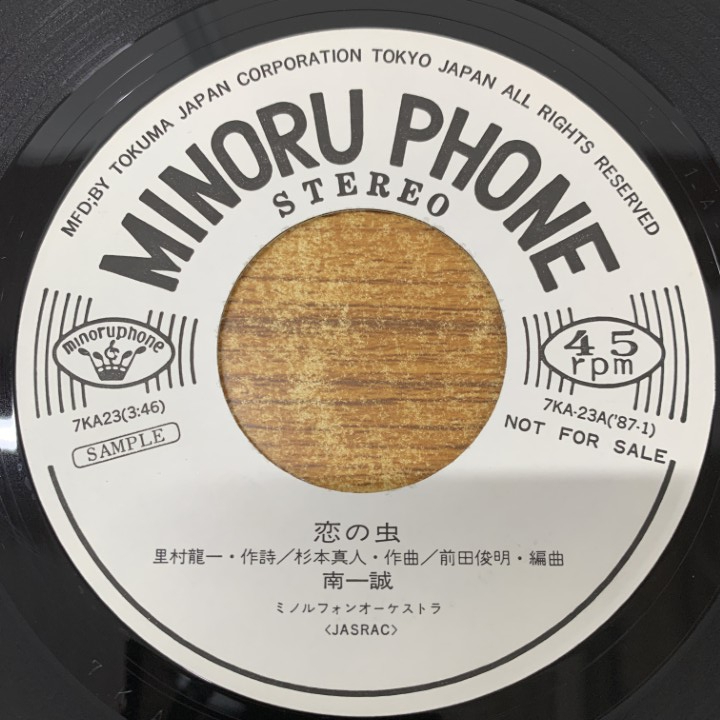 MFD;BY TOKUMA JAPAN CORPORATION TOKYO JAPAN ALL RIGHTS RESERVED
MINORU PHONE
STEREO
minoruphone
45
rpm
7KA23(3:46)
SAMPLE
7KA-23A('87·1)
NOT FOR SALE
恋の虫
里村龍一・作詩／杉本真人・作曲／前田俊明・編曲
南一誠
ミノルフォンオーケストラ
〈JASRAC〉